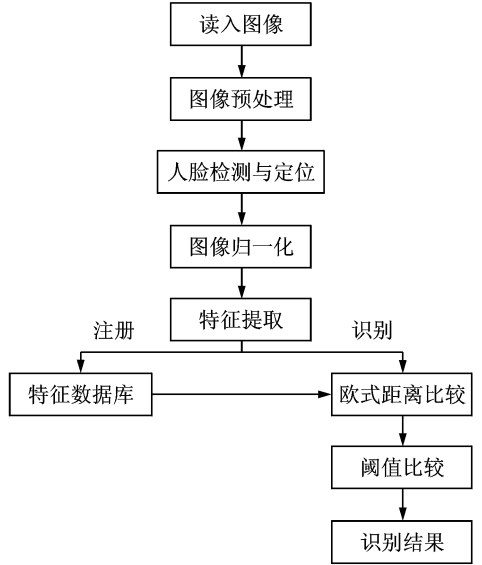 读入图像
图像预处理
人脸检测与定位
图像归一化
特征提取
注册
识别
特征数据库
欧式距离比较
阈值比较
识别结果